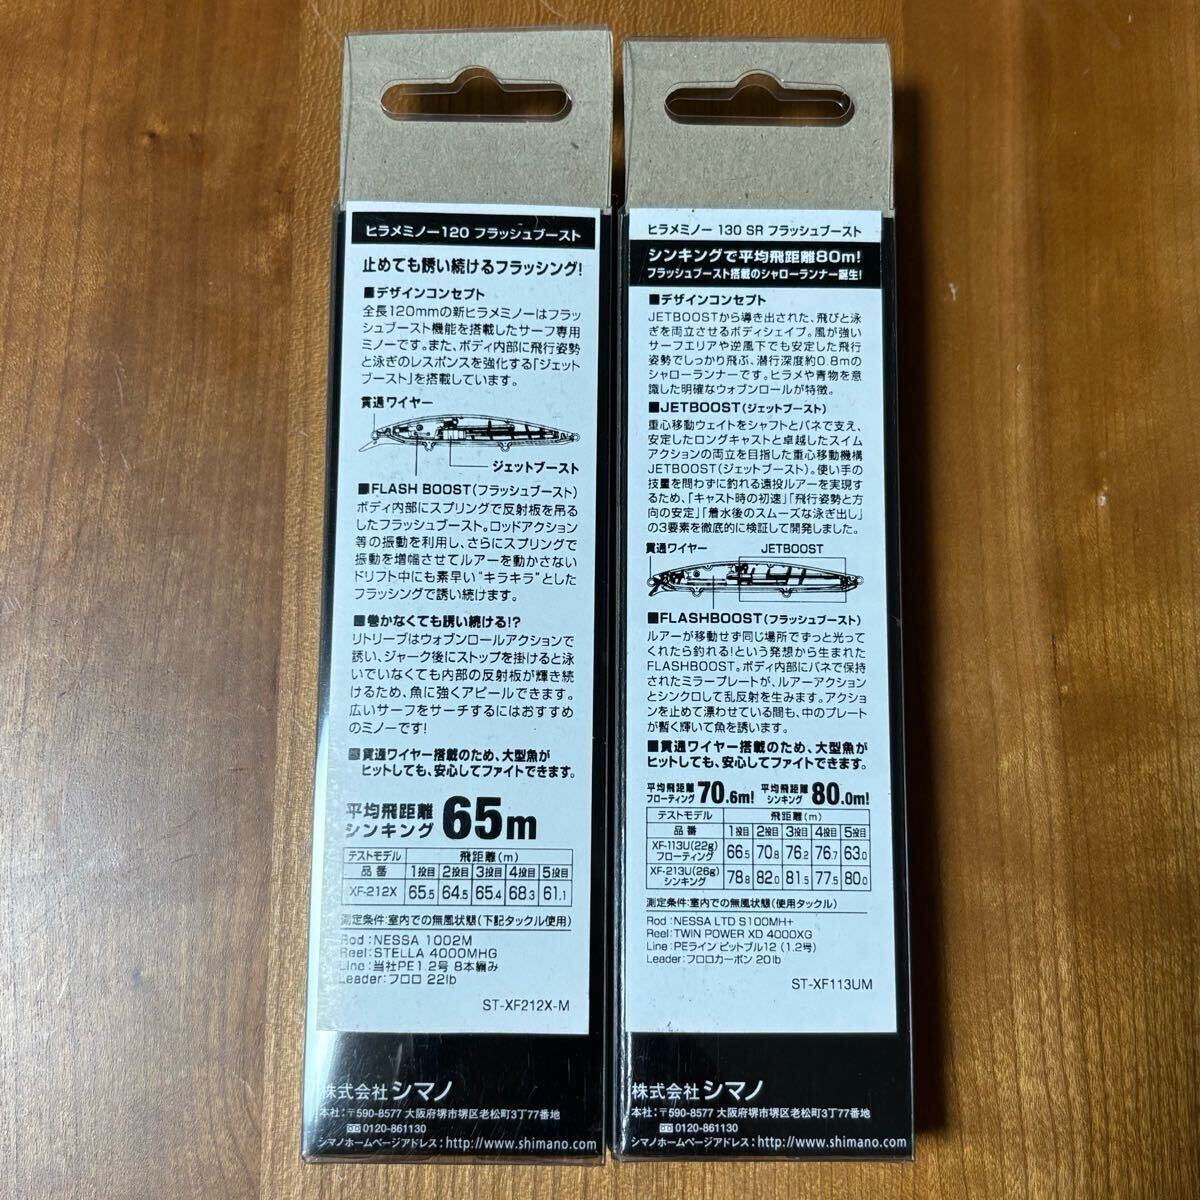 ヒラメミノー120 フラッシュブースト
止めても誘い続けるフラッシング!
■デザインコンセプト
全長120mmの新ヒラメミノーはフラッ
シュブースト機能を搭載したサーフ専用
ミノーです。また、ボディ内部に飛行姿勢
と泳ぎのレスポンスを強化する「ジェット
ブースト」を搭載しています。
貫通ワイヤー
ジェットブースト
■FLASH BOOST(フラッシュブースト)
ボディ内部にスプリングで反射板を吊る
したフラッシュブースト。ロッドアクション
等の振動を利用し、さらにスプリングで
振動を増幅させてルアーを動かさない
ドリフト中にも素早い"キラキラ"とした
フラッシングで誘い続けます。
■巻かなくても誘い続ける!?
リトリーブはウォブンロールアクションで
誘い、ジャーク後にストップを掛けると泳
いでいなくても内部の反射板が輝き続
けるため、魚に強くアピールできます。
広いサーフをサーチするにはおすすめ
のミノーです!
■貫通ワイヤー搭載のため、大型魚が
ヒットしても、安心してファイトできます。
平均飛距離
シンキング 65m
テストモデル 飛距離(m)
品番 1投目 2投目 3投目 4投目 5投目
XF-212X 65.5 64.5 65.4 68.3 61.1
測定条件:室内での無風状態(下記タックル使用)
Rod:NESSA 1002M
Reel:STELLA 4000MHG
Line:当社PE1.2号 8本編み
Leader:フロロ 22lb
ST-XF212X-M
株式会社シマノ
本社:〒590-8577 大阪府堺市堺区老松町3丁77番地
0120-861130
シマノホームページアドレス:http://www.shimano.com/
ヒラメミノー 130 SR フラッシュブースト
シンキングで平均飛距離80m!
フラッシュブースト搭載のシャローランナー誕生!
■デザインコンセプト
JETBOOSTから導き出された、飛びと泳
ぎを両立させるボディシェイプ。風が強い
サーフエリアや逆風下でも安定した飛行
姿勢でしっかり飛ぶ、潜行深度約0.8mの
シャローランナーです。ヒラメや青物を意
識した明確なウォブンロールが特徴。
■JETBOOST(ジェットブースト)
重心移動ウェイトをシャフトとバネで支え、
安定したロングキャストと卓越したスイム
アクションの両立を目指した重心移動機構
JETBOOST(ジェットブースト)。使い手の
技量を問わずに釣れる遠投ルアーを実現す
るため、「キャスト時の初速」「飛行姿勢と方
向の安定」「着水後のスムーズな泳ぎ出し」
の3要素を徹底的に検証して開発しました。
貫通ワイヤー JETBOOST
■FLASHBOOST(フラッシュブースト)
ルアーが移動せず同じ場所でずっと光って
くれたら釣れる!という発想から生まれた
FLASHBOOST。ボディ内部にバネで保持
されたミラープレートが、ルアーアクション
とシンクロして乱反射を生みます。アクショ
ンを止めて漂わせている間も、中のプレート
が暫く輝いて魚を誘います。
■貫通ワイヤー搭載のため、大型魚が
ヒットしても、安心してファイトできます。
平均飛距離 フローティング 70.6m! 平均飛距離 シンキング 80.0m!
テストモデル 飛距離(m)
品番 1投目 2投目 3投目 4投目 5投目
XF-113U(22g) フローティング 66.5 70.8 76.2 76.7 63.0
XF-213U(26g) シンキング 78.8 82.0 81.5 77.5 80.0
測定条件:室内での無風状態(使用タックル)
Rod:NESSA LTD S100MH+
Reel:TWIN POWER XD 4000XG
Line:PEライン ピットブル12 (1.2号)
Leader:フロロカーボン 20lb
ST-XF113UM
株式会社シマノ
本社:〒590-8577 大阪府堺市堺区老松町3丁77番地
0120-861130
シマノホームページアドレス:http://www.shimano.com/